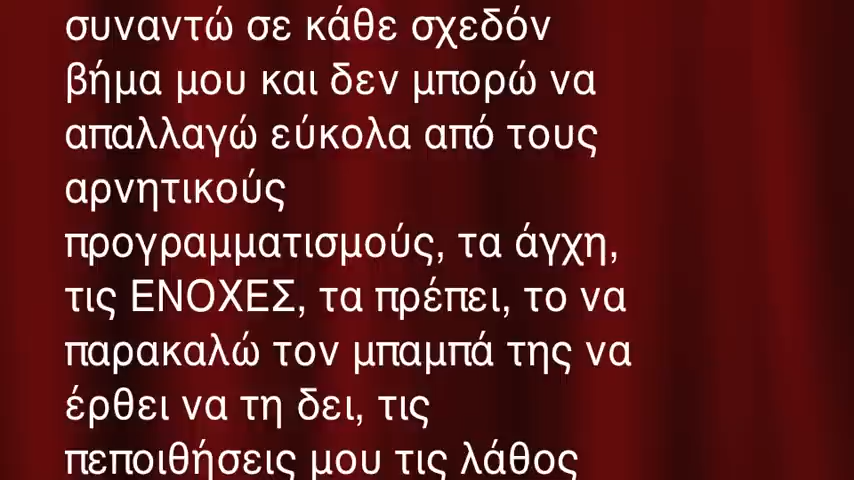 συναντώ σε κάθε σχεδόν
βήμα μου και δεν μπορώ να
απαλλαγώ εύκολα από τους
αρνητικούς
προγραμματισμούς, τα άγχη,
τις ΕΝΟΧΕΣ, τα πρέπει, το να
παρακαλώ τον μπαμπά της να
έρθει να τη δει, τις
πεποιθήσεις μου τις λάθος